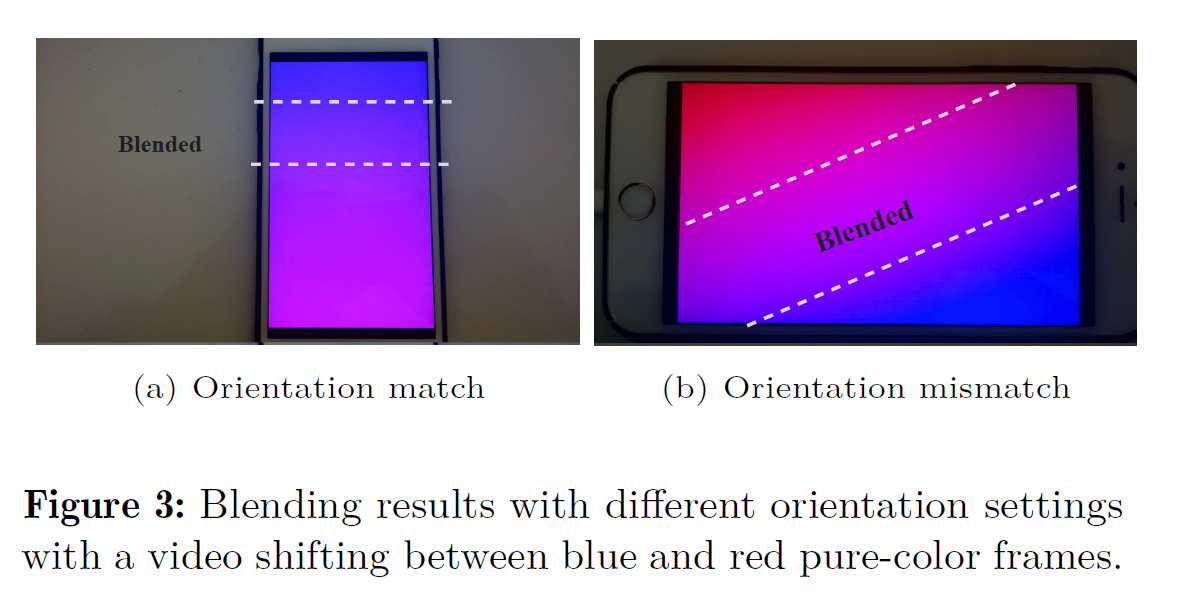 Blended
Blended
(a) Orientation match
(b) Orientation mismatch
Figure 3: Blending results with different orientation settings
with a video shifting between blue and red pure-color frames.